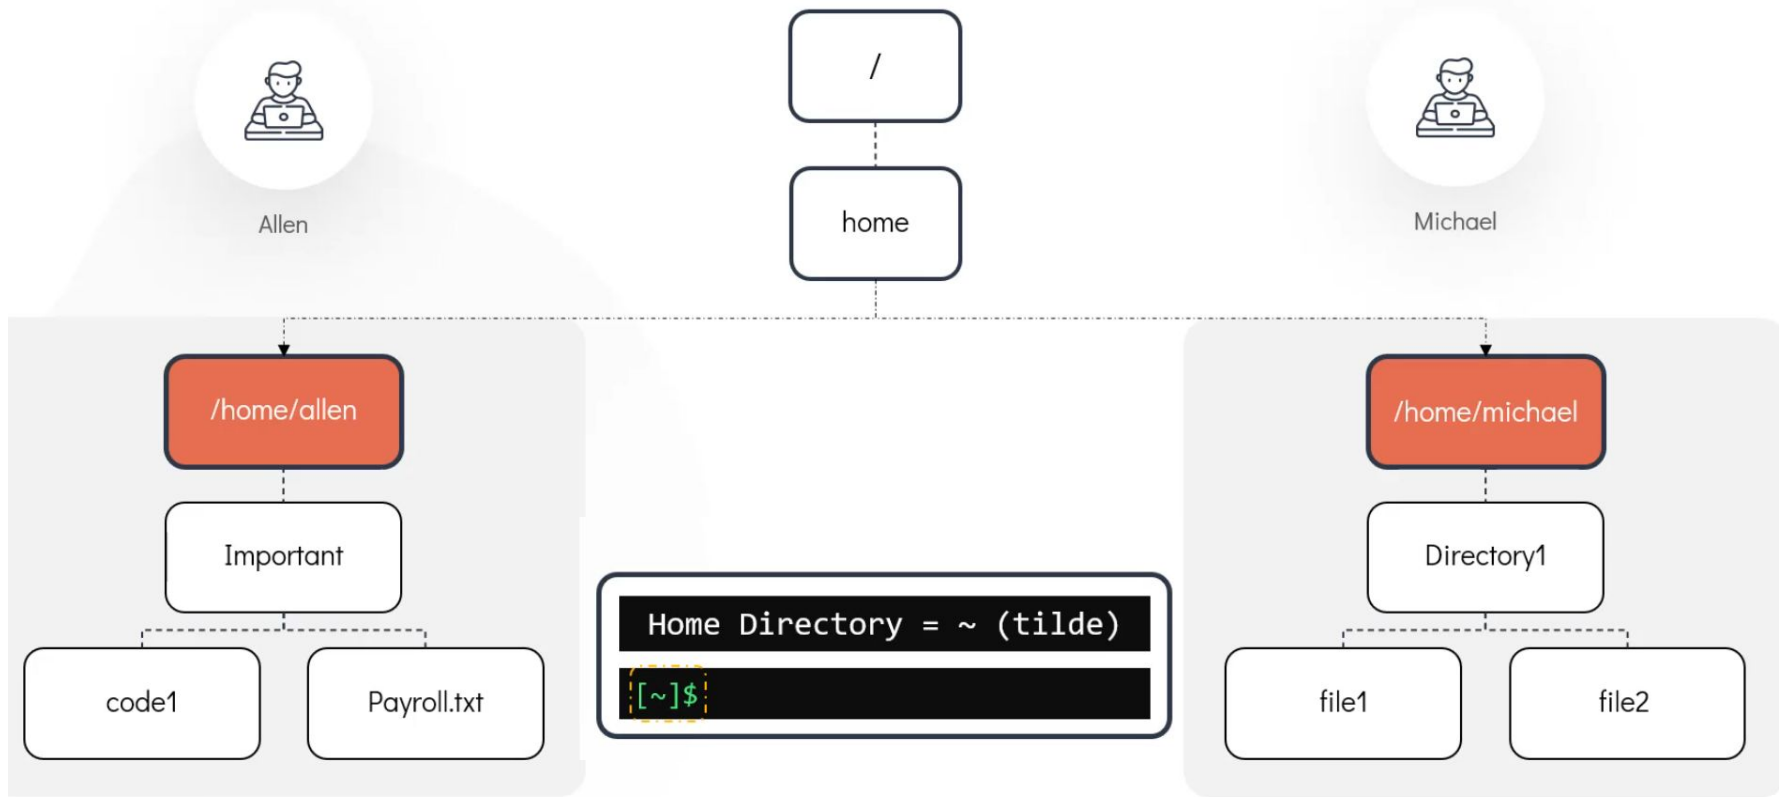 /
home
Allen
Michael
/home/allen
/home/michael
Important
Directory1
code1
Payroll.txt
Home Directory = ~ (tilde)
[~]$
file1
file2